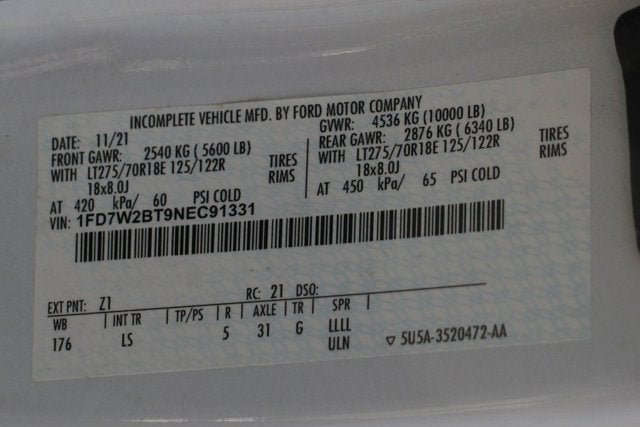 INCOMPLETE VEHICLE MFD. BY FORD MOTOR COMPANY
DATE: 11/21 GVWR: 4536 KG (10000 LB)
FRONT GAWR: 2540 KG ( 5600 LB) REAR GAWR: 2876 KG ( 6340 LB)
WITH LT275/70R18E 125/122R TIRES WITH LT275/70R18E 125/122R TIRES
18x8.0J RIMS 18x8.0J RIMS
AT 420 kPa/ 60 PSI COLD AT 450 kPa/ 65 PSI COLD
VIN: 1FD7W2BT9NEC91331
EXT PNT: Z1 RC: 21 DSO:
WB | INT TR | TP/PS | R | AXLE | TR | SPR |
176 LS 5 31 G LLLL
ULN ▽ 5U5A-3520472-AA